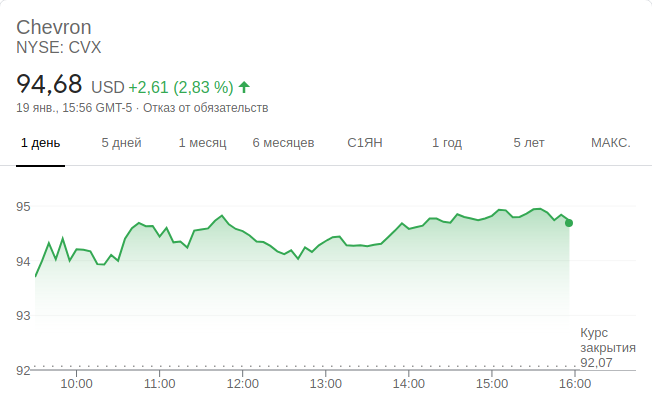 Chevron
NYSE: CVX
94,68 USD +2,61 (2,83 %)
19 янв., 15:56 GMT-5 · Отказ от обязательств
1 день 5 дней 1 месяц 6 месяцев С1ЯН 1 год 5 лет МАКС.
95
94
93
Курс
закрытия
92,07
92
10:00 11:00 12:00 13:00 14:00 15:00 16:00